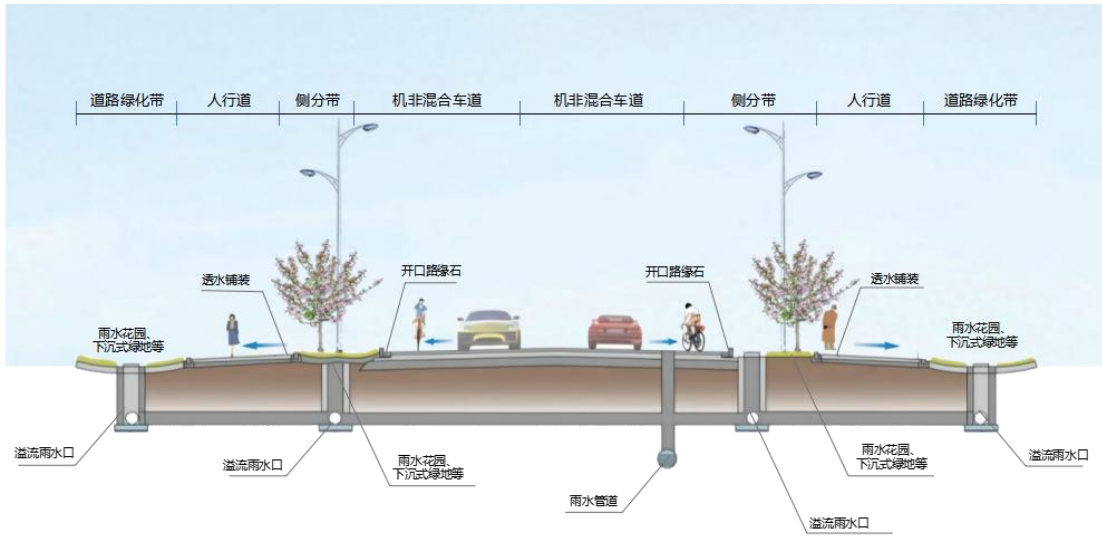 道路绿化带 人行道 侧分带 机非混合车道 机非混合车道 侧分带 人行道 道路绿化带
透水铺装
开口路缘石
开口路缘石
透水铺装
雨水花园、
下沉式绿地等
雨水花园、
下沉式绿地等
溢流雨水口
溢流雨水口
雨水花园、
下沉式绿地等
雨水管道
雨水花园、
下沉式绿地等
溢流雨水口
溢流雨水口